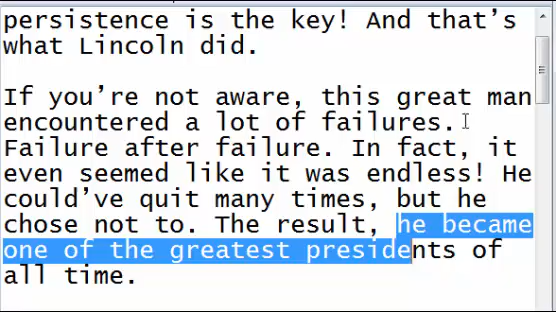 persistence is the key! And that’s
what Lincoln did.
If you’re not aware, this great man
encountered a lot of failures.
Failure after failure. In fact, it
even seemed like it was endless! He
could’ve quit many times, but he
chose not to. The result, he became
one of the greatest presidents of
all time.